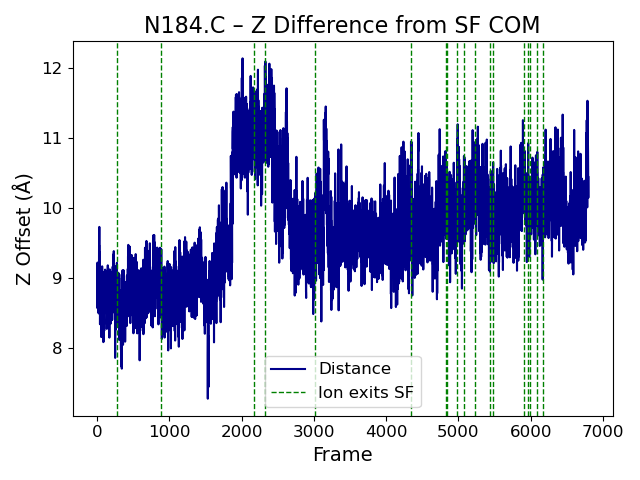 N184.C – Z Difference from SF COM
Z Offset (Å)
12
11
10
9
8
Distance
Ion exits SF
0 1000 2000 3000 4000 5000 6000 7000
Frame